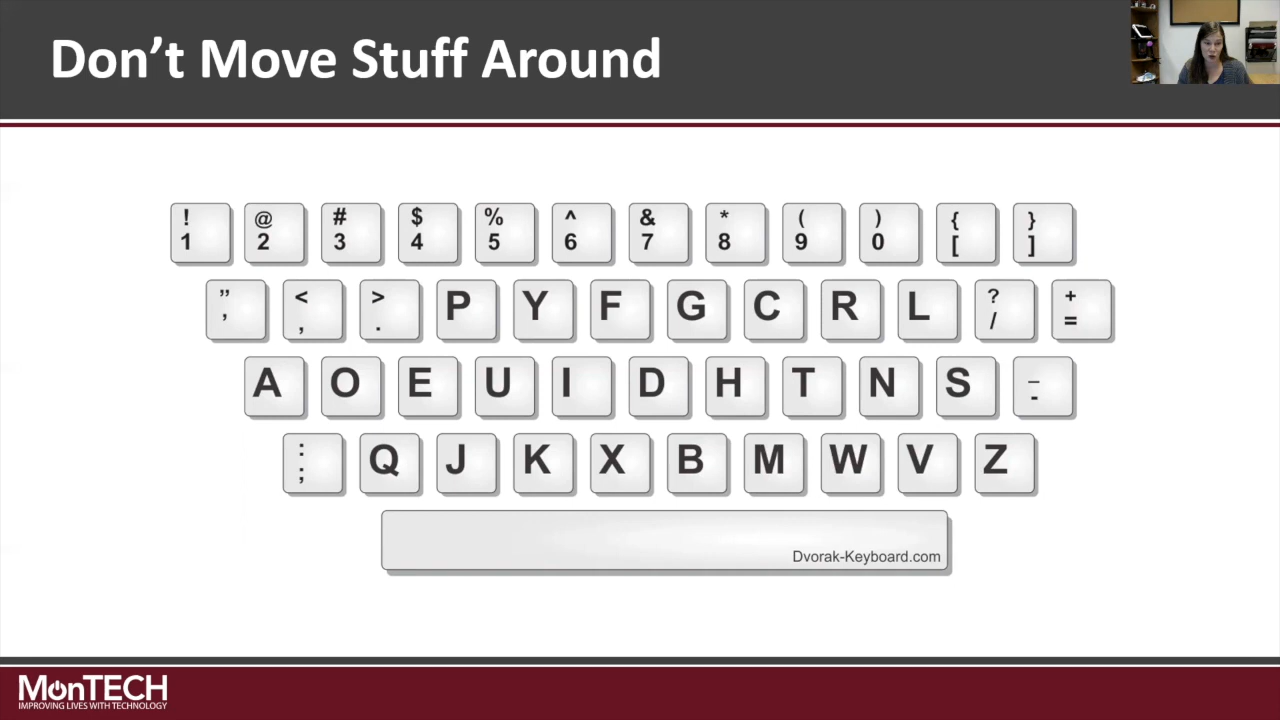 Don't Move Stuff Around
! @ # $ % ^ & * ( ) { }
1 2 3 4 5 6 7 8 9 0 [ ]
” < > P Y F G C R L ? +
, , . / =
A O E U I D H T N S _
-
: Q J K X B M W V Z
;
Dvorak-Keyboard.com
MonTECH
IMPROVING LIVES WITH TECHNOLOGY